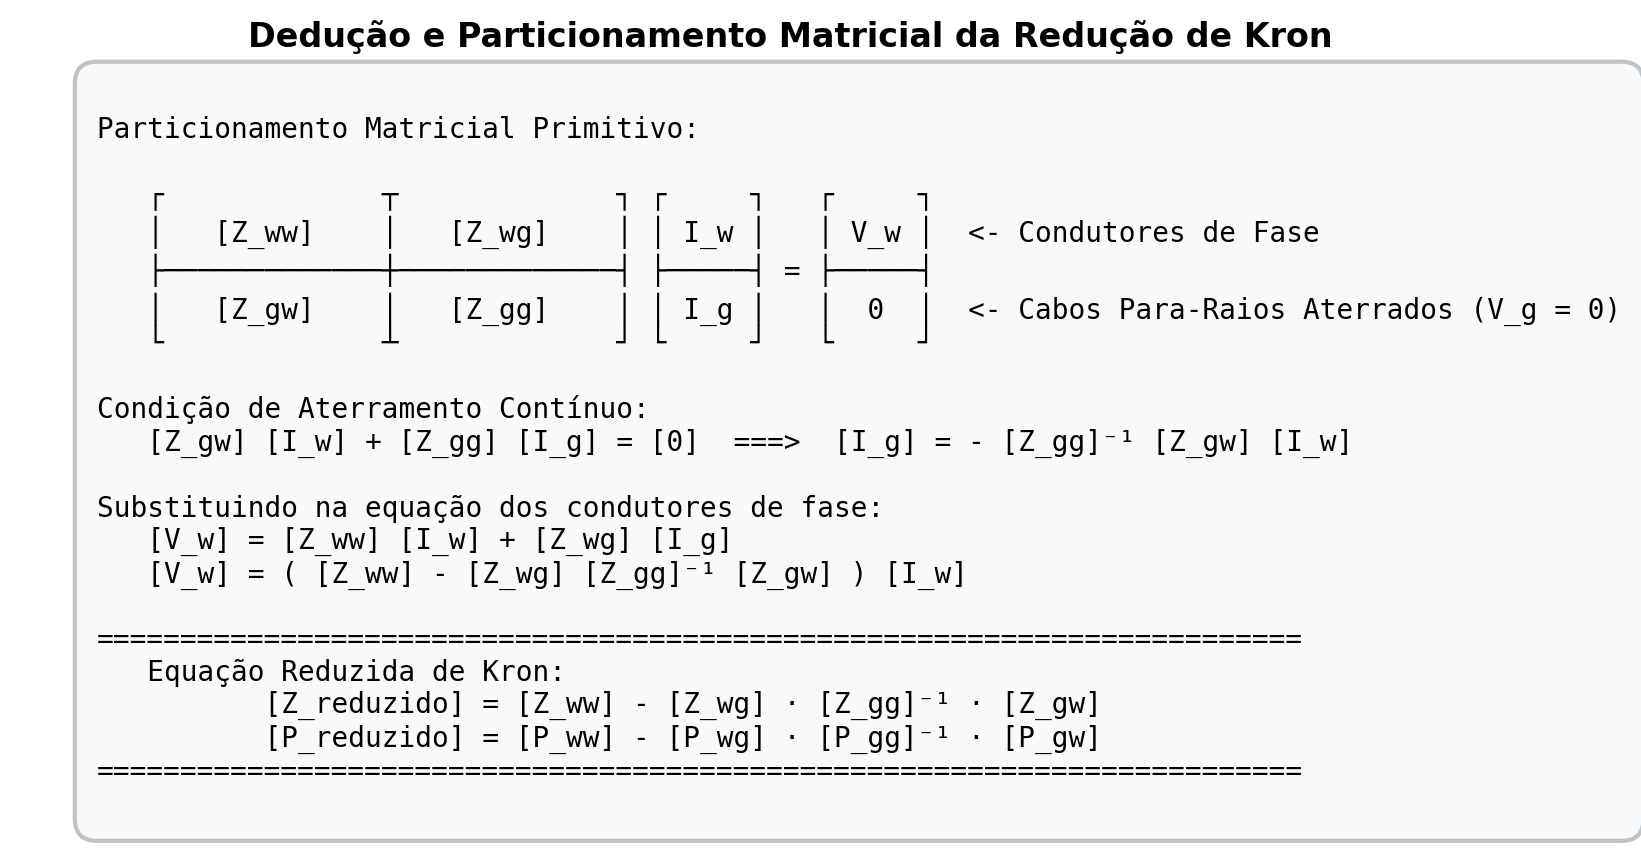 Dedução e Particionamento Matricial da Redução de Kron
Particionamento Matricial Primitivo:
┌             ┬             ┐ ┌     ┐   ┌     ┐
│   [Z_ww]    │   [Z_wg]    │ │ I_w │   │ V_w │  <- Condutores de Fase
├─────────────┼─────────────┤ ├─────┤ = ├─────┤
│   [Z_gw]    │   [Z_gg]    │ │ I_g │   │  0  │  <- Cabos Para-Raios Aterrados (V_g = 0)
└             ┴             ┘ └     ┘   └     ┘
Condição de Aterramento Contínuo:
[Z_gw] [I_w] + [Z_gg] [I_g] = [0]  ===>  [I_g] = - [Z_gg]⁻¹ [Z_gw] [I_w]
Substituindo na equação dos condutores de fase:
[V_w] = [Z_ww] [I_w] + [Z_wg] [I_g]
[V_w] = ( [Z_ww] - [Z_wg] [Z_gg]⁻¹ [Z_gw] ) [I_w]
========================================================================
Equação Reduzida de Kron:
[Z_reduzido] = [Z_ww] - [Z_wg] · [Z_gg]⁻¹ · [Z_gw]
[P_reduzido] = [P_ww] - [P_wg] · [P_gg]⁻¹ · [P_gw]
========================================================================